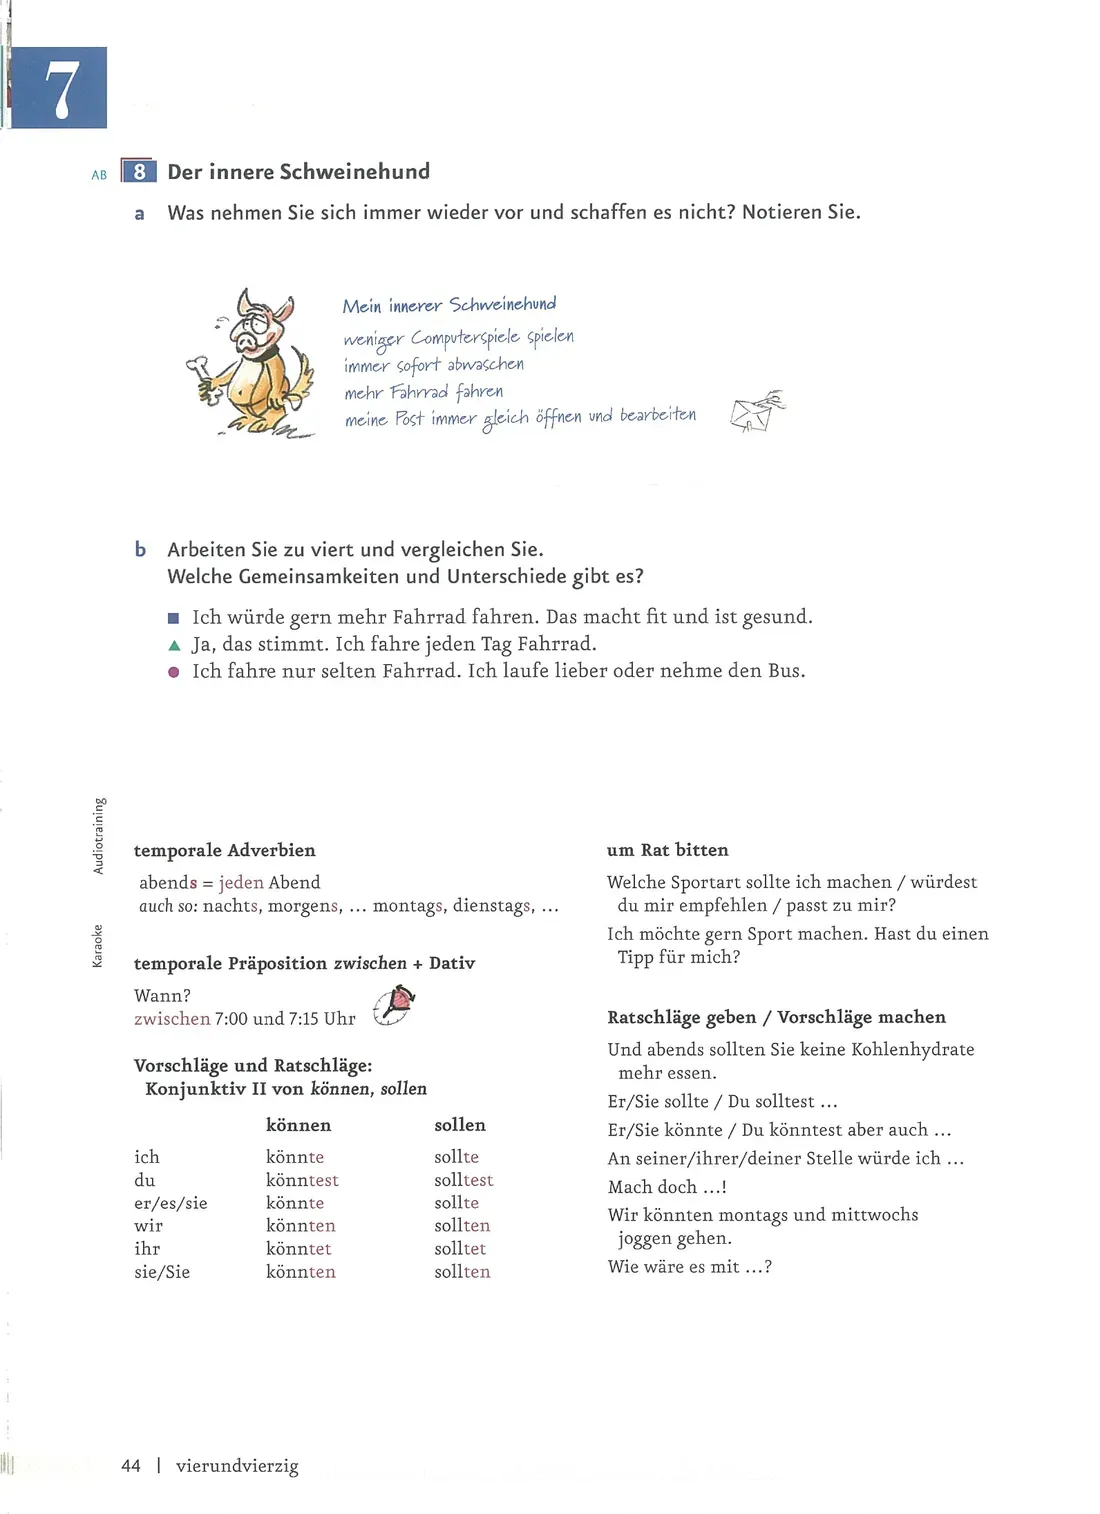 7
AB 8 Der innere Schweinehund
a Was nehmen Sie sich immer wieder vor und schaffen es nicht? Notieren Sie.
Mein innerer Schweinehund
weniger Computerspiele spielen
immer sofort abwaschen
mehr Fahrrad fahren
meine Post immer gleich öffnen und bearbeiten
b Arbeiten Sie zu viert und vergleichen Sie.
Welche Gemeinsamkeiten und Unterschiede gibt es?
■ Ich würde gern mehr Fahrrad fahren. Das macht fit und ist gesund.
▲ Ja, das stimmt. Ich fahre jeden Tag Fahrrad.
● Ich fahre nur selten Fahrrad. Ich laufe lieber oder nehme den Bus.
Audiotraining
Karaoke
temporale Adverbien
abends = jeden Abend
auch so: nachts, morgens, ... montags, dienstags, ...
temporale Präposition zwischen + Dativ
Wann?
zwischen 7:00 und 7:15 Uhr
Vorschläge und Ratschläge:
Konjunktiv II von können, sollen
können sollen
ich könnte sollte
du könntest solltest
er/es/sie könnte sollte
wir könnten sollten
ihr könntet solltet
sie/Sie könnten sollten
um Rat bitten
Welche Sportart sollte ich machen / würdest
du mir empfehlen / passt zu mir?
Ich möchte gern Sport machen. Hast du einen
Tipp für mich?
Ratschläge geben / Vorschläge machen
Und abends sollten Sie keine Kohlenhydrate
mehr essen.
Er/Sie sollte / Du solltest ...
Er/Sie könnte / Du könntest aber auch ...
An seiner/ihrer/deiner Stelle würde ich ...
Mach doch ...!
Wir könnten montags und mittwochs
joggen gehen.
Wie wäre es mit ...?
44 | vierundvierzig